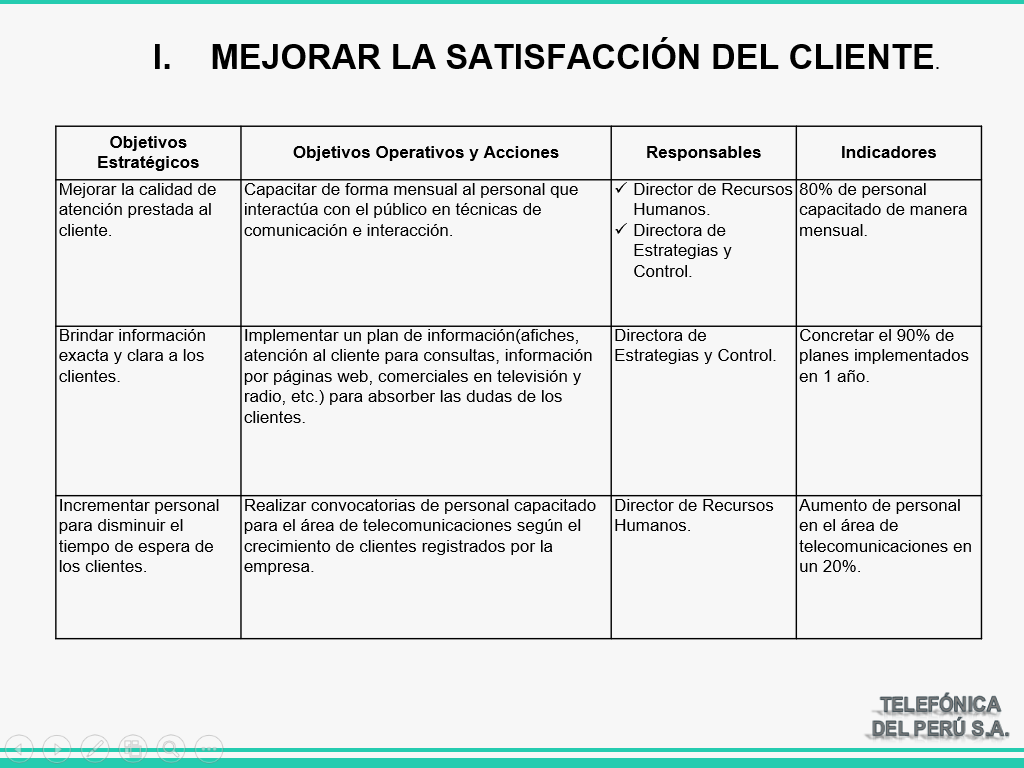 I. MEJORAR LA SATISFACCIÓN DEL CLIENTE.
Objetivos
Estratégicos
Objetivos Operativos y Acciones
Responsables
Indicadores
Mejorar la calidad de
atención prestada al
cliente.
Capacitar de forma mensual al personal que
interactúa con el público en técnicas de
comunicación e interacción.
✓ Director de Recursos
Humanos.
✓ Directora de
Estrategias y
Control.
80% de personal
capacitado de manera
mensual.
Brindar información
exacta y clara a los
clientes.
Implementar un plan de información(afiches,
atención al cliente para consultas, información
por páginas web, comerciales en televisión y
radio, etc.) para absorber las dudas de los
clientes.
Directora de
Estrategias y Control.
Concretar el 90% de
planes implementados
en 1 año.
Incrementar personal
para disminuir el
tiempo de espera de
los clientes.
Realizar convocatorias de personal capacitado
para el área de telecomunicaciones según el
crecimiento de clientes registrados por la
empresa.
Director de Recursos
Humanos.
Aumento de personal
en el área de
telecomunicaciones en
un 20%.
TELEFÓNICA
DEL PERÚ S.A.